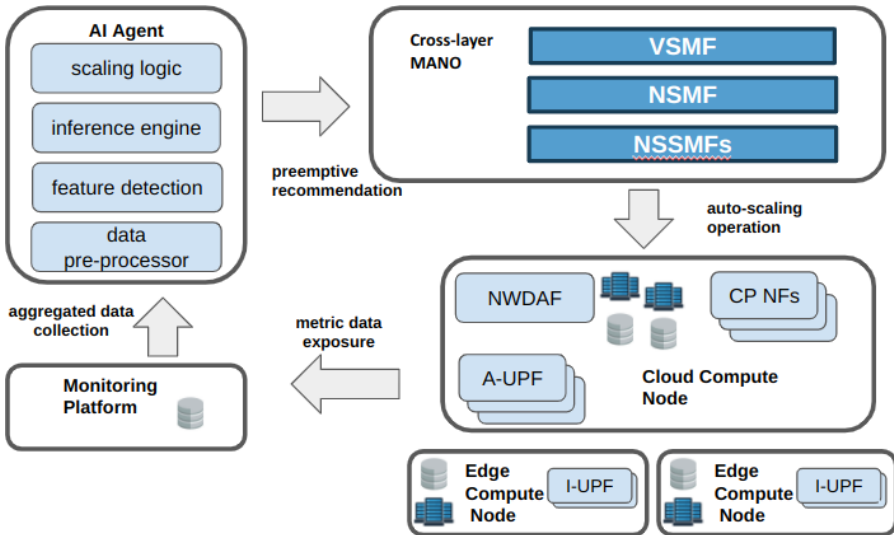 AI Agent
scaling logic
inference engine
feature detection
data
pre-processor
preemptive
recommendation
Cross-layer
MANO
VSMF
NSMF
NSSMFs
auto-scaling
operation
aggregated data
collection
metric data
exposure
NWDAF
CP NFs
A-UPF
Cloud Compute
Node
Monitoring
Platform
Edge
Compute
Node
I-UPF
Edge
Compute
Node
I-UPF